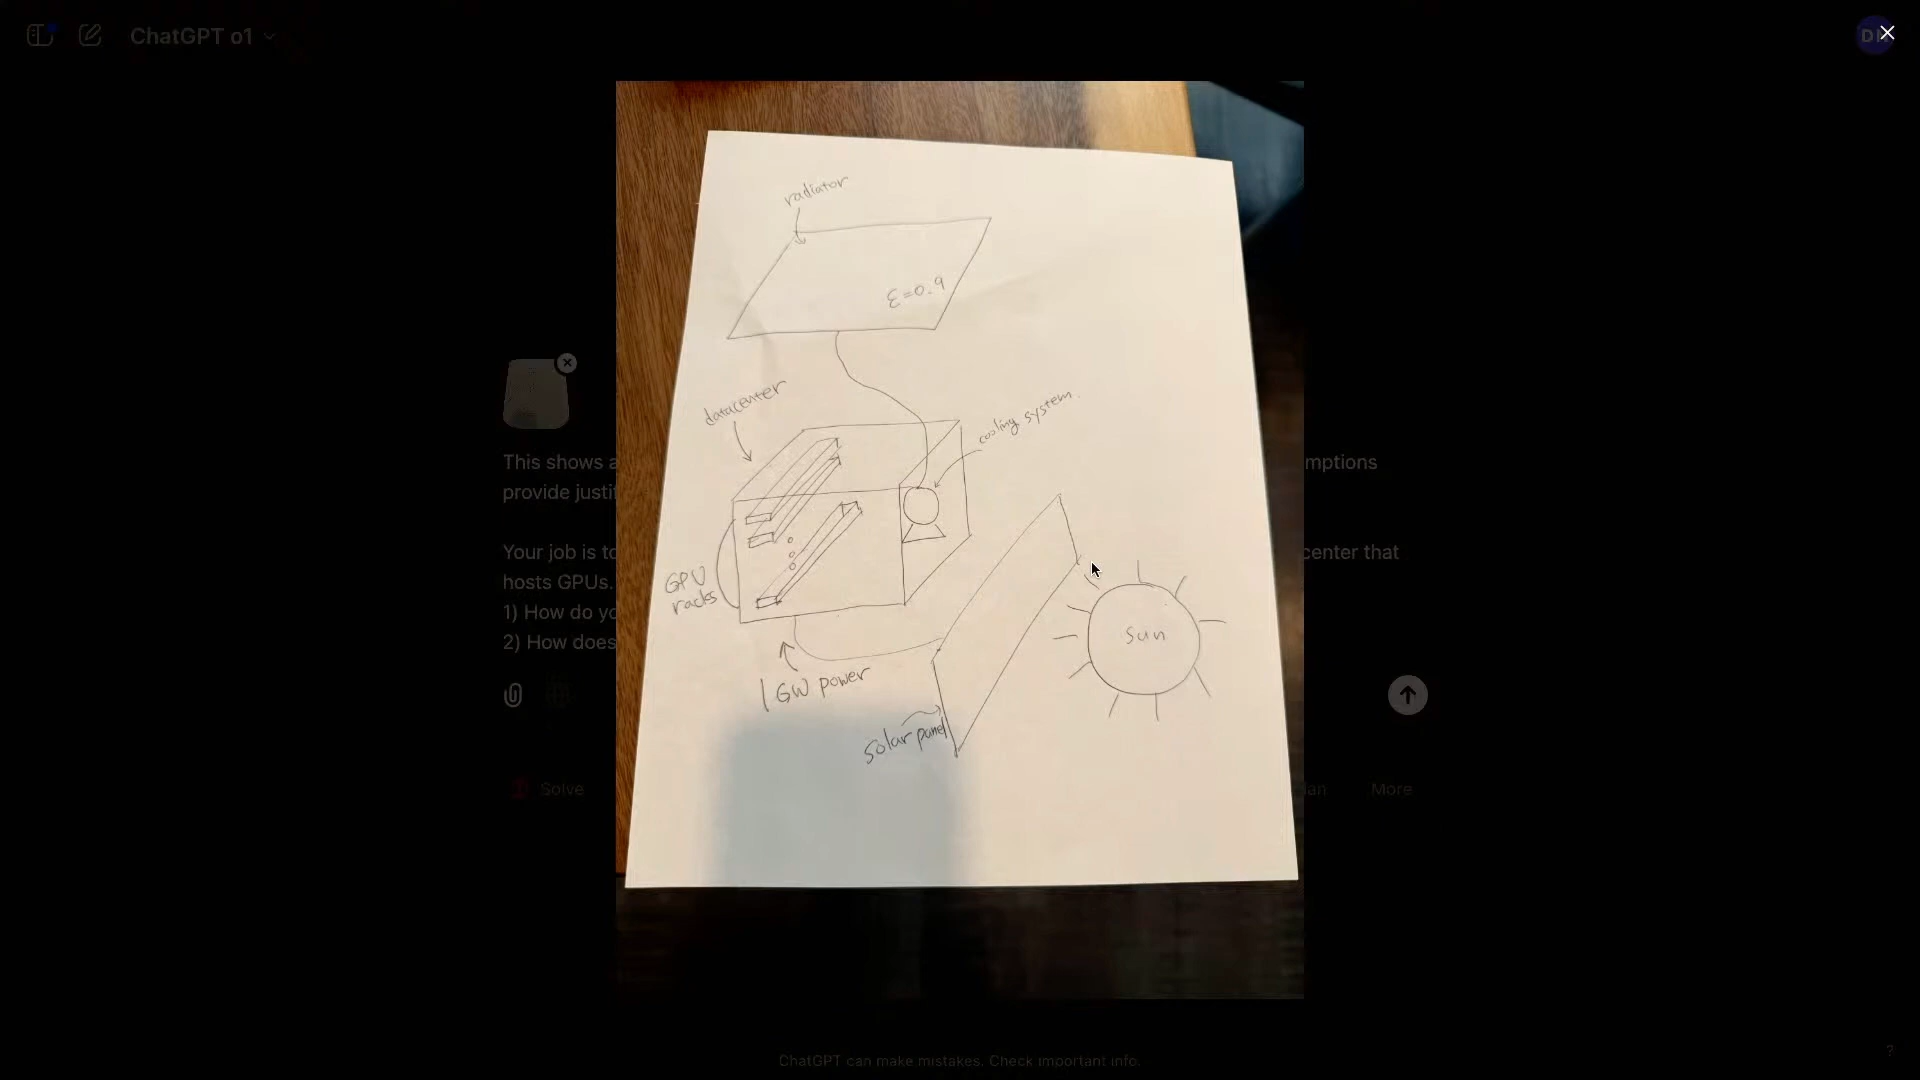 ChatGPT o1
radiator
ε=0.9
datacenter
cooling system.
GPU
racks
Sun
1 GW power
solar panel
This shows a
mptions
provide justif
Your job is to
center that
hosts GPUs.
1) How do yo
2) How does
Solve
lan
More
ChatGPT can make mistakes. Check important info.
?